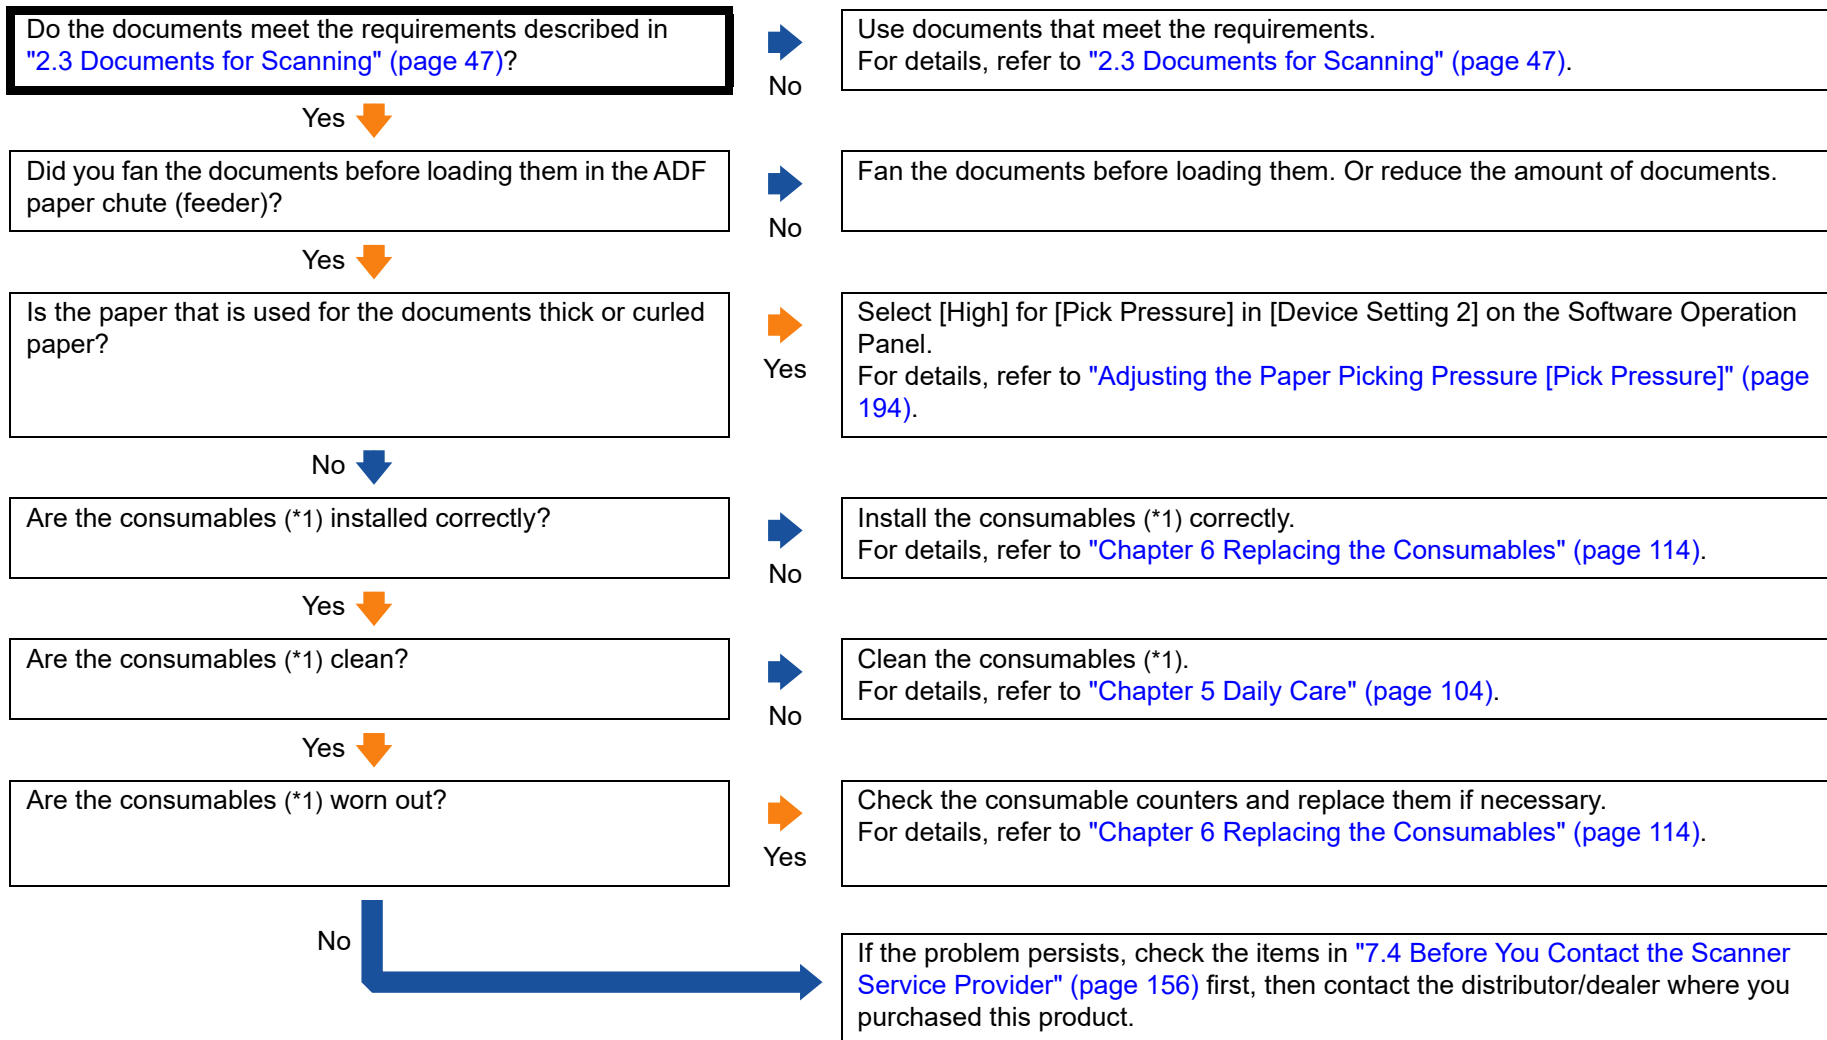 Do the documents meet the requirements described in
"2.3 Documents for Scanning" (page 47)?
No
Use documents that meet the requirements.
For details, refer to "2.3 Documents for Scanning" (page 47).
Yes
Did you fan the documents before loading them in the ADF
paper chute (feeder)?
No
Fan the documents before loading them. Or reduce the amount of documents.
Yes
Is the paper that is used for the documents thick or curled
paper?
Yes
Select [High] for [Pick Pressure] in [Device Setting 2] on the Software Operation
Panel.
For details, refer to "Adjusting the Paper Picking Pressure [Pick Pressure]" (page
194).
No
Are the consumables (*1) installed correctly?
No
Install the consumables (*1) correctly.
For details, refer to "Chapter 6 Replacing the Consumables" (page 114).
Yes
Are the consumables (*1) clean?
No
Clean the consumables (*1).
For details, refer to "Chapter 5 Daily Care" (page 104).
Yes
Are the consumables (*1) worn out?
Yes
Check the consumable counters and replace them if necessary.
For details, refer to "Chapter 6 Replacing the Consumables" (page 114).
No
If the problem persists, check the items in "7.4 Before You Contact the Scanner
Service Provider" (page 156) first, then contact the distributor/dealer where you
purchased this product.